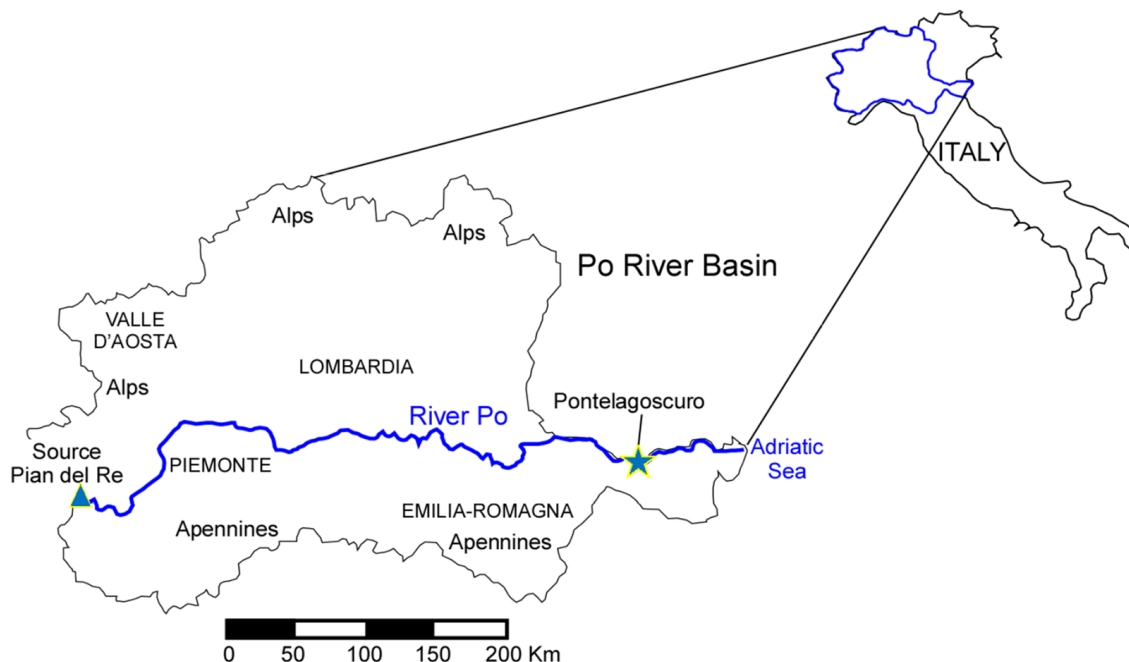 ITALY
Alps
Alps
Po River Basin
VALLE
D'AOSTA
LOMBARDIA
Alps
Pontelagoscuro
River Po
Adriatic
Sea
Source
Pian del Re
PIEMONTE
EMILIA-ROMAGNA
Apennines
Apennines
0 50 100 150 200 Km